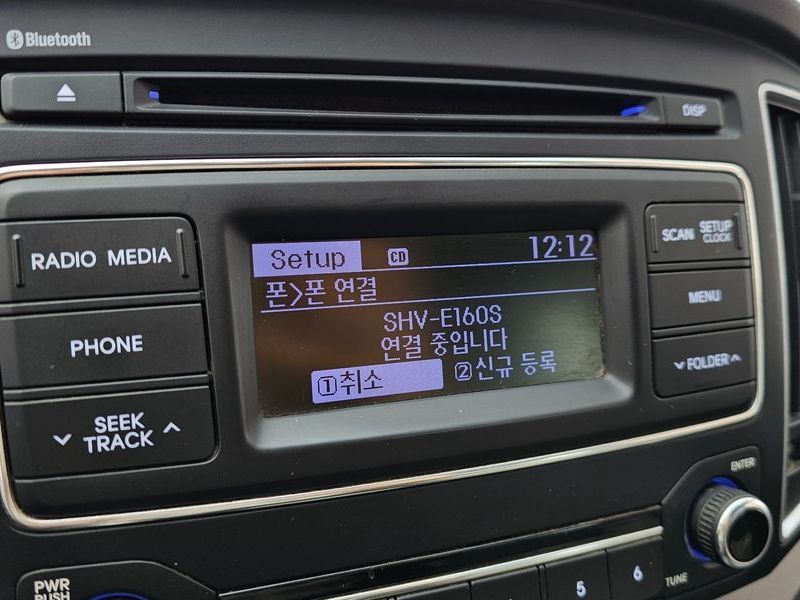 Bluetooth
DISP
RADIO MEDIA
PHONE
SEEK
TRACK
Setup CD 12:12
폰>폰 연결
SHV-E160S
연결 중입니다
①취소 ②신규 등록
SCAN SETUP
CLOCK
MENU
FOLDER
ENTER
TUNE
PWR
PUSH
5
6